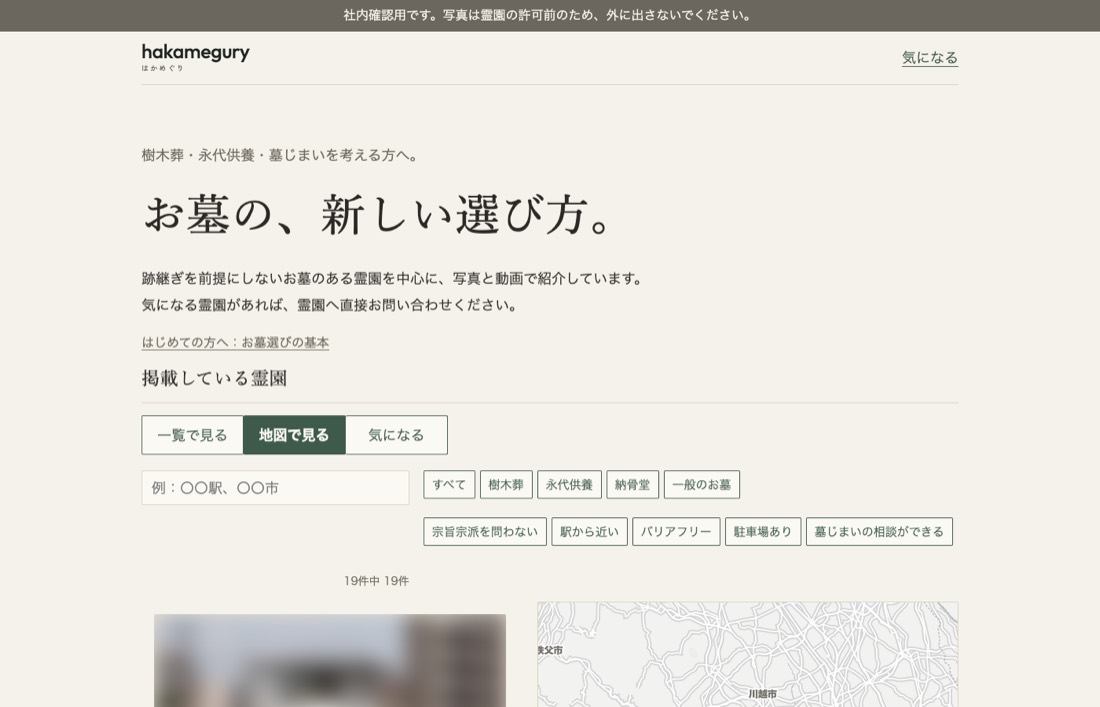 社内確認用です。写真は霊園の許可前のため、外に出さないでください。
hakamegury
はかめぐり
気になる
樹木葬・永代供養・墓じまいを考える方へ。
お墓の、新しい選び方。
跡継ぎを前提にしないお墓のある霊園を中心に、写真と動画で紹介しています。
気になる霊園があれば、霊園へ直接お問い合わせください。
はじめての方へ：お墓選びの基本
掲載している霊園
一覧で見る 地図で見る 気になる
例：〇〇駅、〇〇市
すべて 樹木葬 永代供養 納骨堂 一般のお墓
宗旨宗派を問わない 駅から近い バリアフリー 駐車場あり 墓じまいの相談ができる
19件中 19件
秩父市
川越市